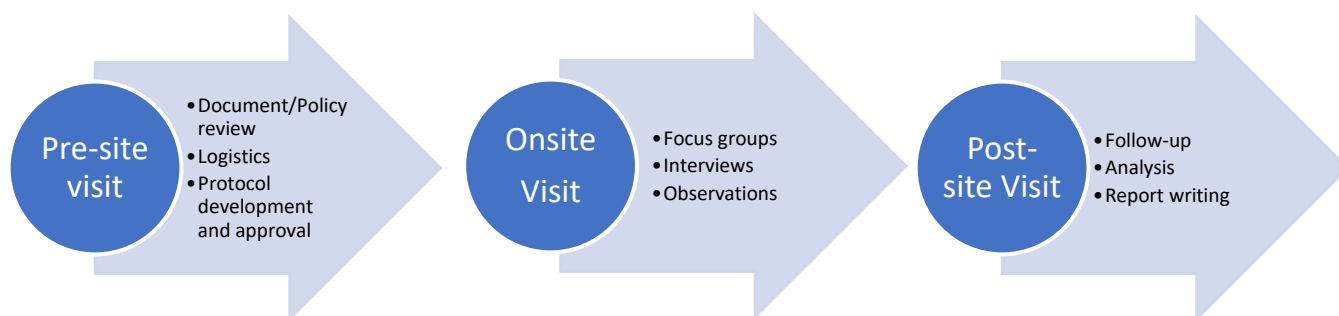 Pre-site
visit
•Document/Policy
review
•Logistics
•Protocol
development
and approval
Onsite
Visit
•Focus groups
•Interviews
•Observations
Post-
site Visit
•Follow-up
•Analysis
•Report writing